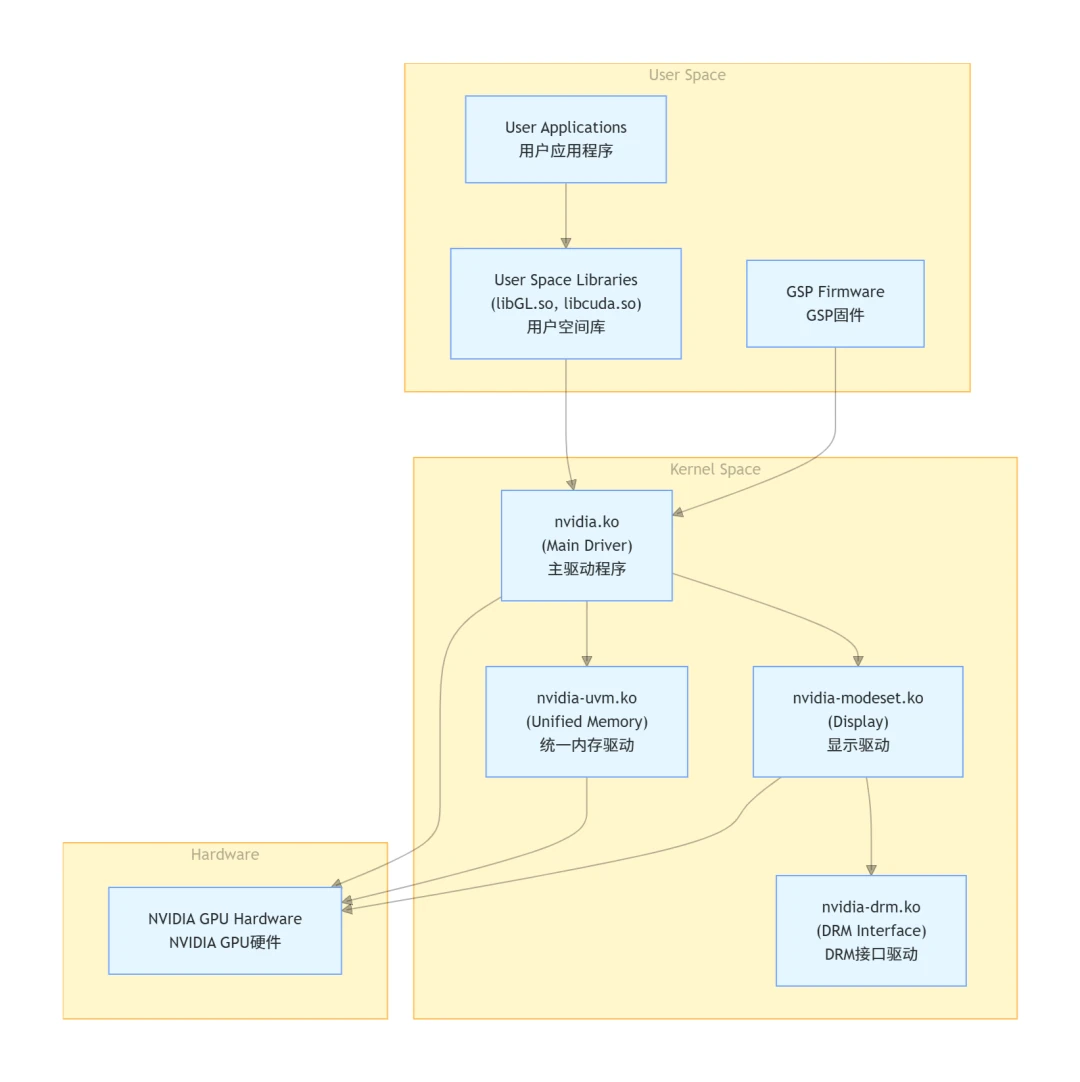 User Space
User Applications
用户应用程序
User Space Libraries
(libGL.so, libcuda.so)
用户空间库
GSP Firmware
GSP固件
Kernel Space
nvidia.ko
(Main Driver)
主驱动程序
nvidia-uvm.ko
(Unified Memory)
统一内存驱动
nvidia-modeset.ko
(Display)
显示驱动
Hardware
NVIDIA GPU Hardware
NVIDIA GPU硬件
nvidia-drm.ko
(DRM Interface)
DRM接口驱动